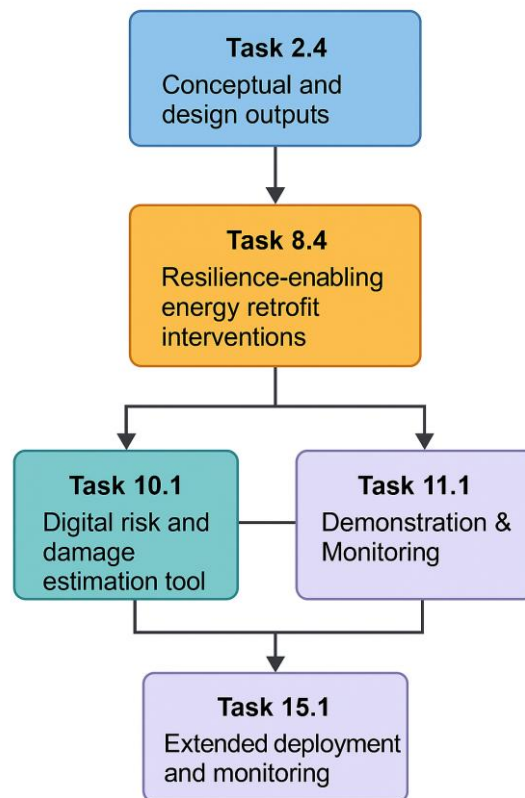 Task 2.4
Conceptual and
design outputs
Task 8.4
Resilience-enabling
energy retrofit
interventions
Task 10.1
Digital risk and
damage
estimation tool
Task 11.1
Demonstration &
Monitoring
Task 15.1
Extended deployment
and monitoring